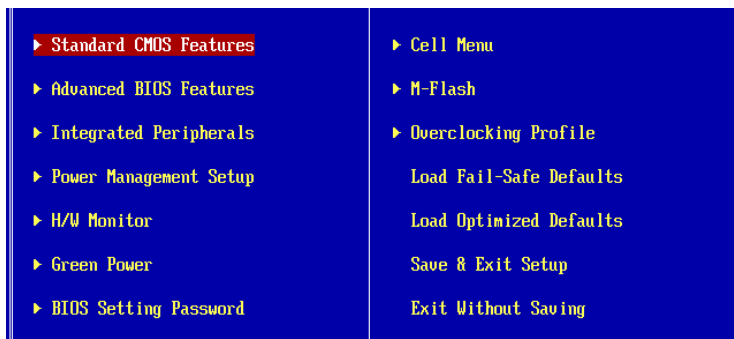 Standard CMOS Features
Advanced BIOS Features
Integrated Peripherals
Power Management Setup
H/W Monitor
Green Power
BIOS Setting Password
Cell Menu
M-Flash
Overclocking Profile
Load Fail-Safe Defaults
Load Optimized Defaults
Save & Exit Setup
Exit Without Saving